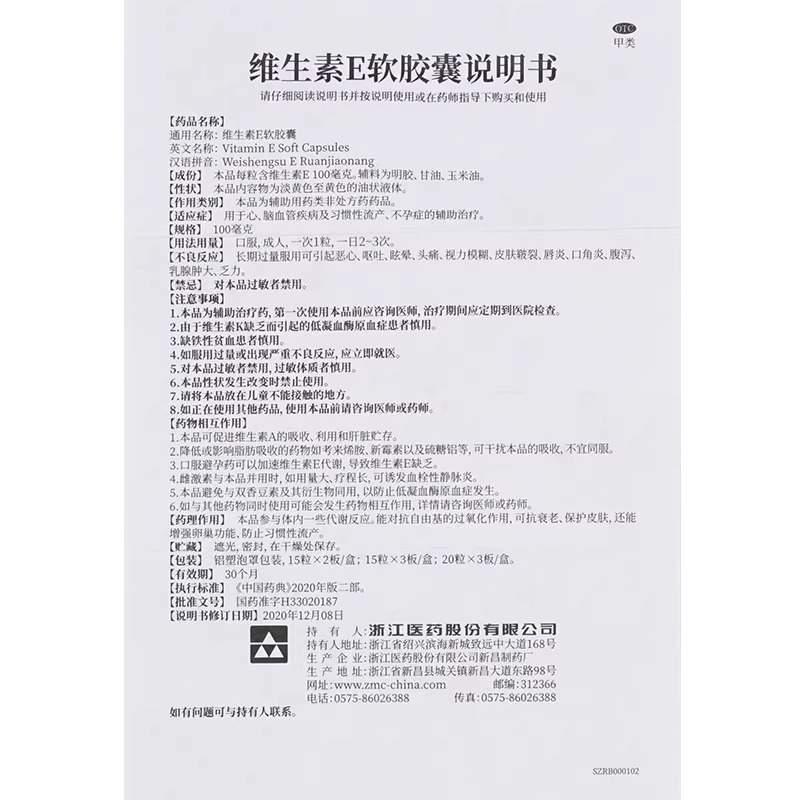 OTC
甲类
维生素E软胶囊说明书
请仔细阅读说明书并按说明使用或在药师指导下购买和使用
【药品名称】
通用名称：维生素E软胶囊
英文名称：Vitamin E Soft Capsules
汉语拼音：Weishengsu E Ruanjiaonang
【成份】 本品每粒含维生素E 100毫克。辅料为明胶、甘油、玉米油。
【性状】 本品内容物为淡黄色至黄色的油状液体。
【作用类别】 本品为辅助用药类非处方药药品。
【适应症】 用于心、脑血管疾病及习惯性流产、不孕症的辅助治疗。
【规格】 100毫克
【用法用量】 口服，成人，一次1粒，一日2~3次。
【不良反应】 长期过量服用可引起恶心、呕吐、眩晕、头痛、视力模糊、皮肤皲裂、唇炎、口角炎、腹泻、
乳腺肿大、乏力。
【禁忌】 对本品过敏者禁用。
【注意事项】
1.本品为辅助治疗药，第一次使用本品前应咨询医师，治疗期间应定期到医院检查。
2.由于维生素K缺乏而引起的低凝血酶原血症患者慎用。
3.缺铁性贫血患者慎用。
4.如服用过量或出现严重不良反应，应立即就医。
5.对本品过敏者禁用，过敏体质者慎用。
6.本品性状发生改变时禁止使用。
7.请将本品放在儿童不能接触的地方。
8.如正在使用其他药品，使用本品前请咨询医师或药师。
【药物相互作用】
1.本品可促进维生素A的吸收、利用和肝脏贮存。
2.降低或影响脂肪吸收的药物如考来烯胺、新霉素以及硫糖铝等，可干扰本品的吸收，不宜同服。
3.口服避孕药可以加速维生素E代谢，导致维生素E缺乏。
4.雌激素与本品并用时，如用量大、疗程长，可诱发血栓性静脉炎。
5.本品避免与双香豆素及其衍生物同用，以防止低凝血酶原血症发生。
6.如与其他药物同时使用可能会发生药物相互作用，详情请咨询医师或药师。
【药理作用】 本品参与体内一些代谢反应。能对抗自由基的过氧化作用，可抗衰老、保护皮肤，还能
增强卵巢功能、防止习惯性流产。
【贮藏】 遮光，密封，在干燥处保存。
【包装】 铝塑泡罩包装，15粒×2板/盒；15粒×3板/盒；20粒×3板/盒。
【有效期】 30个月
【执行标准】 《中国药典》2020年版二部。
【批准文号】 国药准字H33020187
【说明书修订日期】 2020年12月08日
持有人：浙江医药股份有限公司
持有人地址：浙江省绍兴滨海新城致远中大道168号
生产企业：浙江医药股份有限公司新昌制药厂
生产地址：浙江省新昌县城关镇新昌大道东路98号
网址：www.zmc-china.com 邮编：312366
电话：0575-86026388 传真：0575-86026388
如有问题可与持有人联系。
SZRB000102